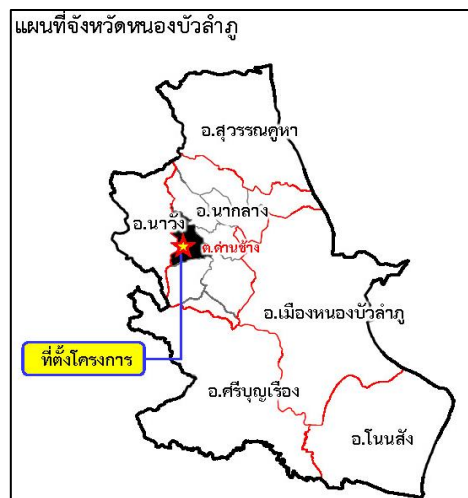 แผนที่จังหวัดหนองบัวลำภู
อ.สุวรรณคูหา
อ.นากลาง
อ.นาวัง
ต.ด่านช้าง
อ.เมืองหนองบัวลำภู
ที่ตั้งโครงการ
อ.ศรีบุญเรือง
อ.โนนสัง